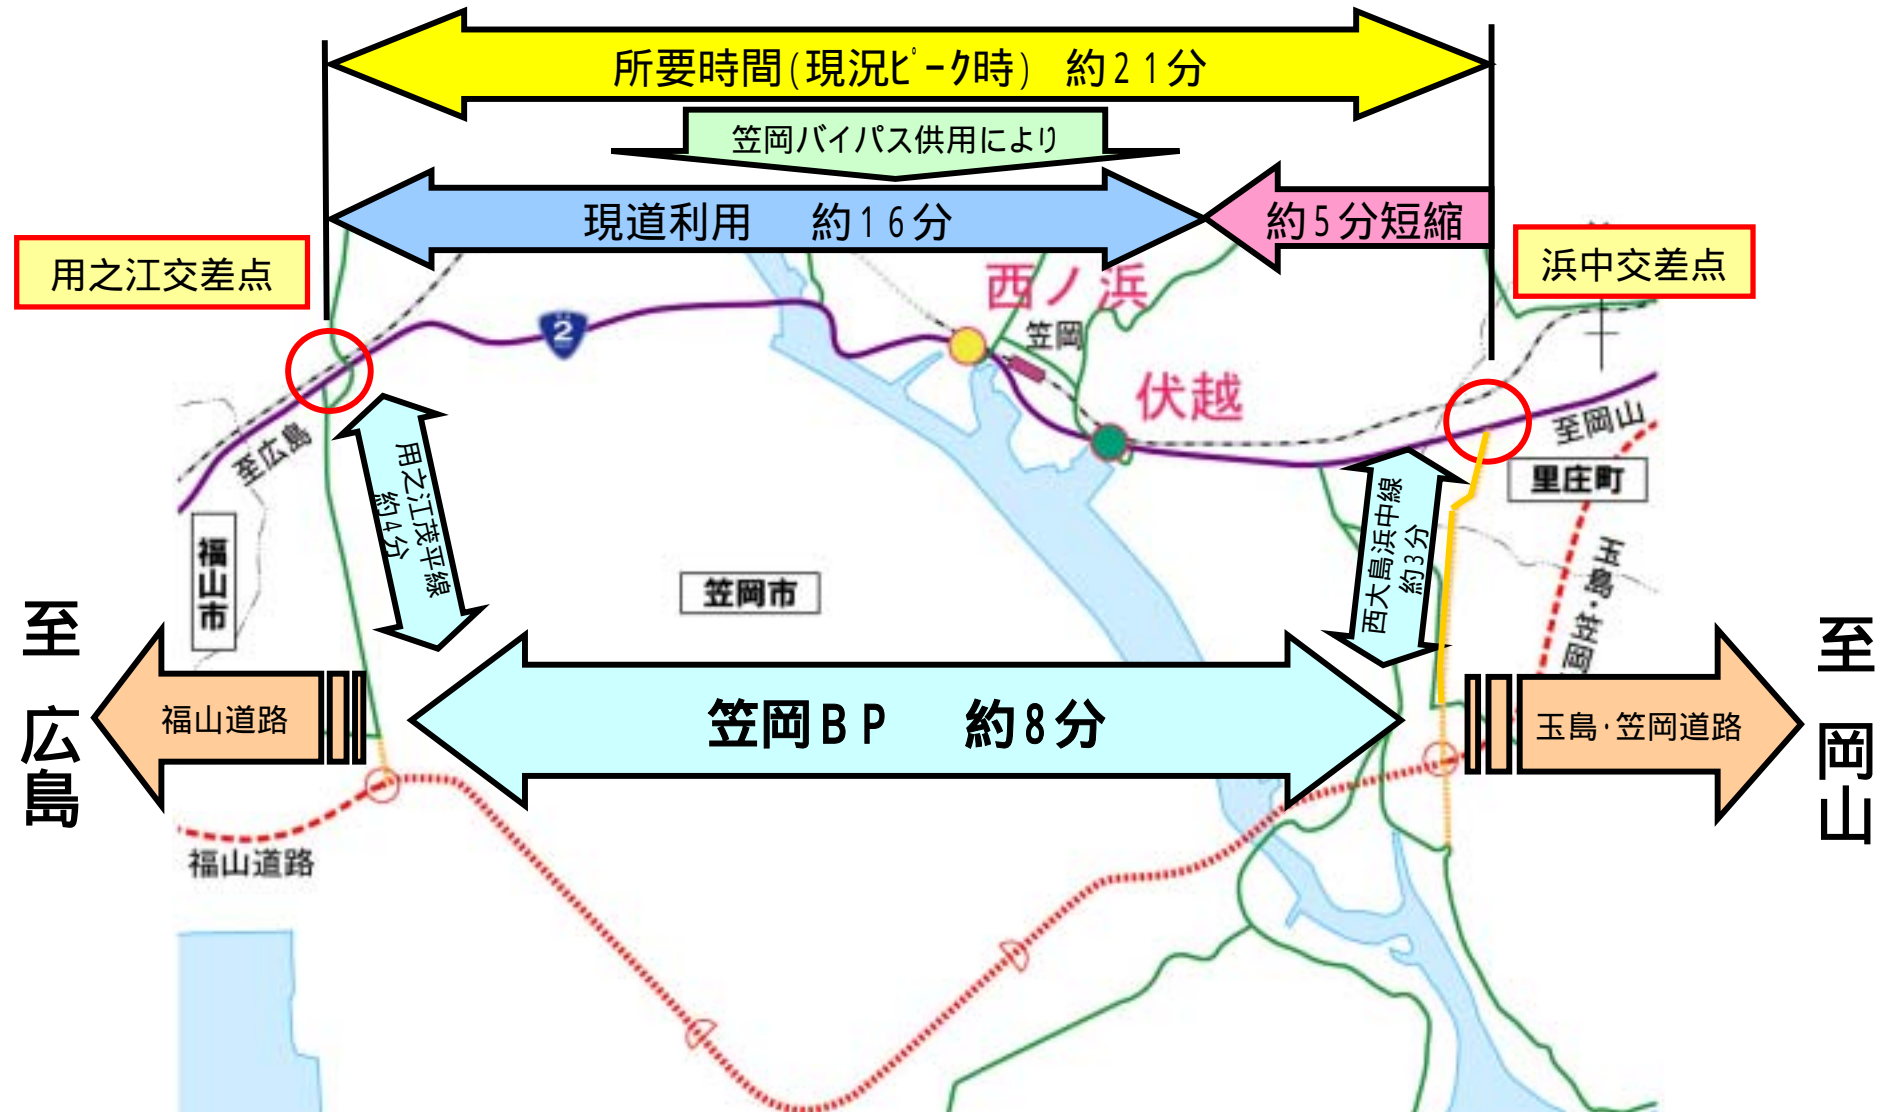 所要時間(現況ﾋﾟｰｸ時) 約21分
笠岡バイパス供用により
現道利用 約16分
約5分短縮
用之江交差点
浜中交差点
西ノ浜
2
笠岡
伏越
至広島
至岡山
里庄町
用之江茂平線
約4分
西大島浜中線
約3分
福山市
笠岡市
玉島・笠岡
至 広島
至 岡山
福山道路
笠岡BP 約8分
玉島・笠岡道路
福山道路